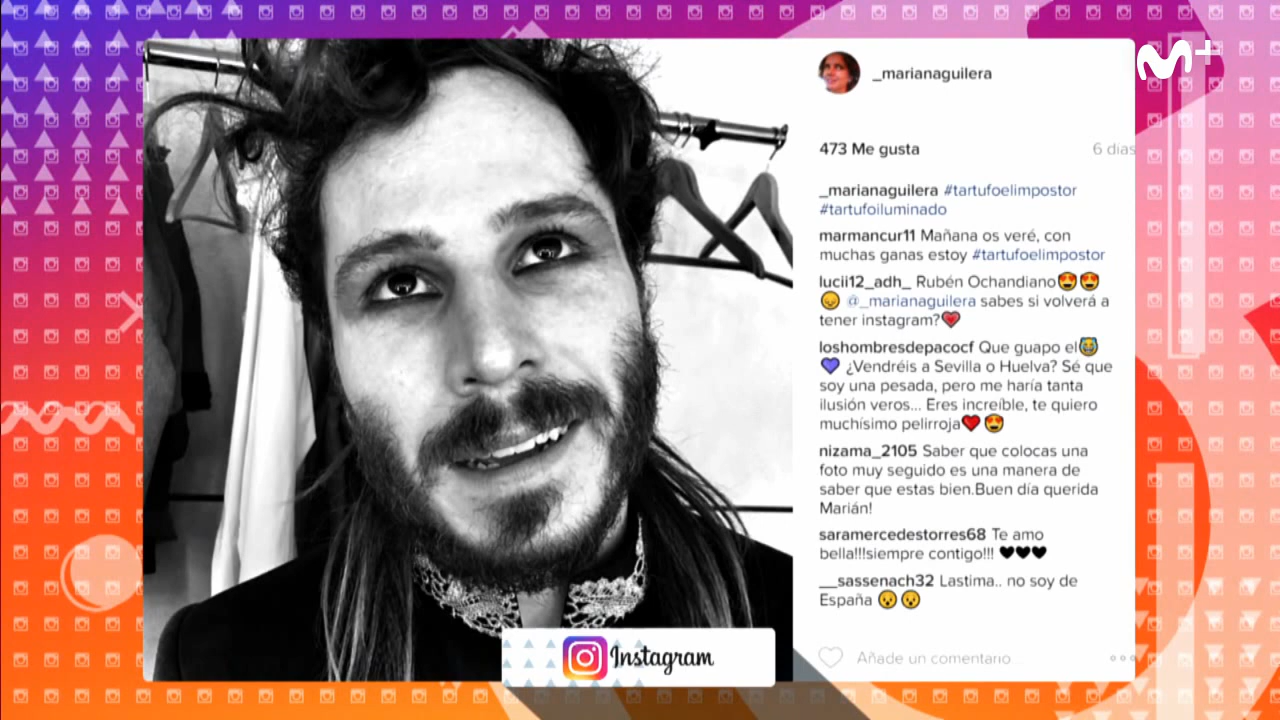 M+
_marianaguilera
473 Me gusta
6 días
_marianaguilera #tartufoelimpostor
#tartufoiluminado
marmancur11 Mañana os veré, con
muchas ganas estoy #tartufoelimpostor
lucii12_adh_ Rubén Ochandiano😍😍
😞 @_marianaguilera sabes si volverá a
tener instagram?💗
loshombresdepacocf Que guapo el😹
💜 ¿Vendréis a Sevilla o Huelva? Sé que
soy una pesada, pero me haría tanta
ilusión veros... Eres increíble, te quiero
muchísimo pelirroja❤️😍
nizama_2105 Saber que colocas una
foto muy seguido es una manera de
saber que estas bien.Buen día querida
Marián!
saramercedestorres68 Te amo
bella!!!siempre contigo!!! 🖤🖤🖤
__sassenach32 Lastima.. no soy de
España 😮😮
Añade un comentario...
Instagram